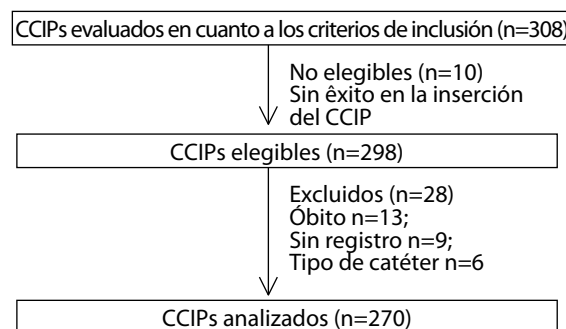 CCIPs evaluados en cuanto a los criterios de inclusión (n=308)
No elegibles (n=10)
Sin êxito en la inserción
del CCIP
CCIPs elegibles (n=298)
Excluidos (n=28)
Óbito n=13;
Sin registro n=9;
Tipo de catéter n=6
CCIPs analizados (n=270)